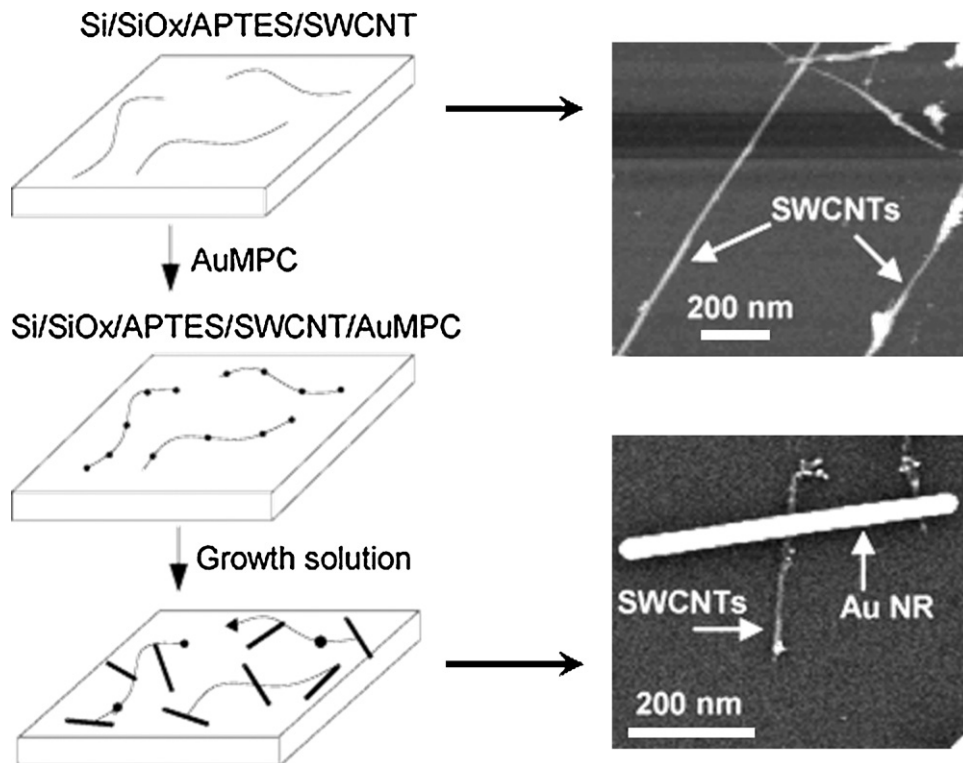 Si/SiOx/APTES/SWCNT
AuMPC
Si/SiOx/APTES/SWCNT/AuMPC
Growth solution
SWCNTs
200 nm
SWCNTs
Au NR
200 nm